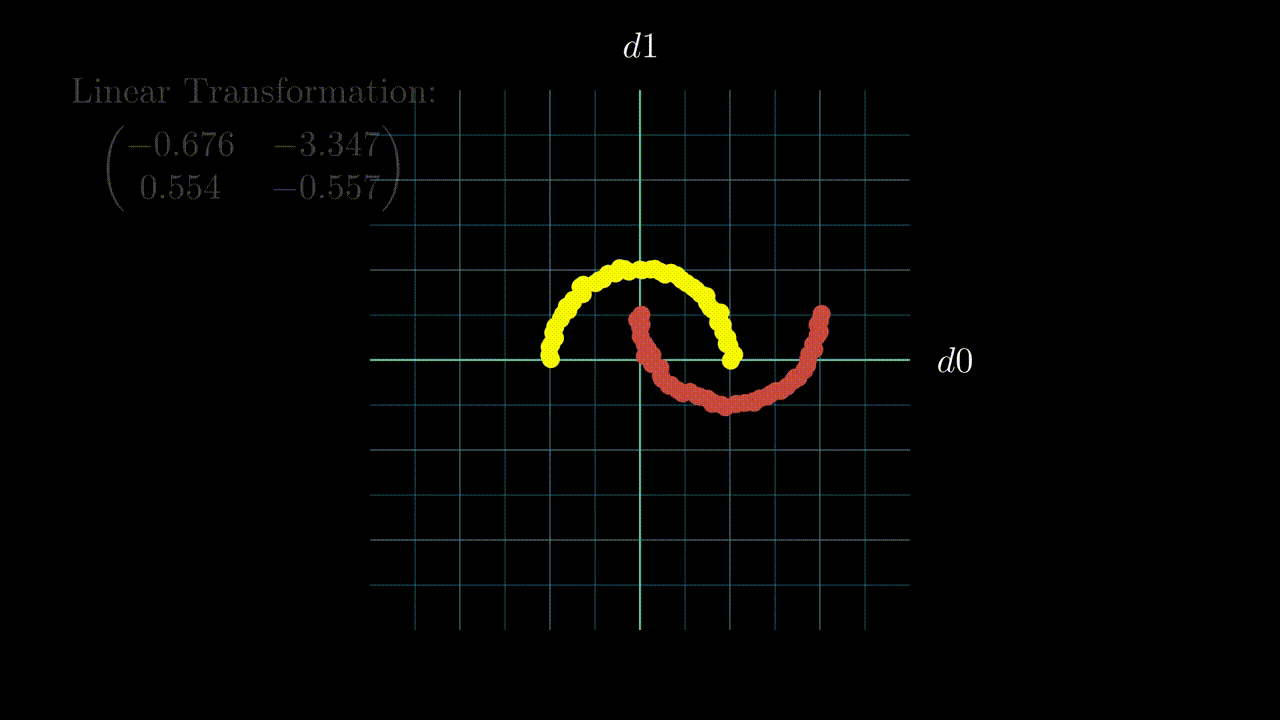 d1
Linear Transformation:
−0.676 −3.347
0.554 −0.557
d0